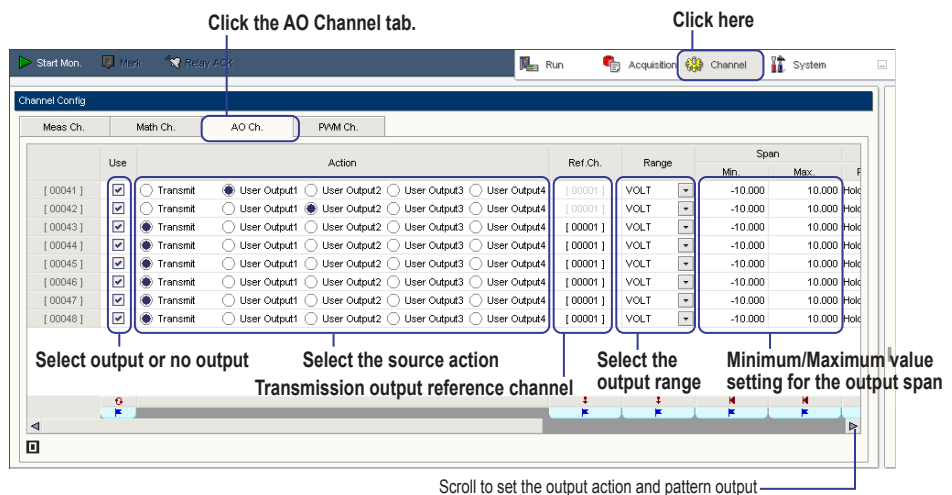 Click the AO Channel tab.
Click here
Start Mon. Mark Relay ACK Run Acquisition Channel System
Channel Config
Meas Ch. Math Ch. AO Ch. PWM Ch.
Use Action Ref.Ch. Range Span
Min. Max.
[ 00041 ] Transmit User Output1 User Output2 User Output3 User Output4 [ 00001 ] VOLT -10.000 10.000 Hold
[ 00042 ] Transmit User Output1 User Output2 User Output3 User Output4 [ 00001 ] VOLT -10.000 10.000 Hold
[ 00043 ] Transmit User Output1 User Output2 User Output3 User Output4 [ 00001 ] VOLT -10.000 10.000 Hold
[ 00044 ] Transmit User Output1 User Output2 User Output3 User Output4 [ 00001 ] VOLT -10.000 10.000 Hold
[ 00045 ] Transmit User Output1 User Output2 User Output3 User Output4 [ 00001 ] VOLT -10.000 10.000 Hold
[ 00046 ] Transmit User Output1 User Output2 User Output3 User Output4 [ 00001 ] VOLT -10.000 10.000 Hold
[ 00047 ] Transmit User Output1 User Output2 User Output3 User Output4 [ 00001 ] VOLT -10.000 10.000 Hold
[ 00048 ] Transmit User Output1 User Output2 User Output3 User Output4 [ 00001 ] VOLT -10.000 10.000 Hold
Select output or no output
Select the source action
Transmission output reference channel
Select the
output range
Minimum/Maximum value
setting for the output span
Scroll to set the output action and pattern output